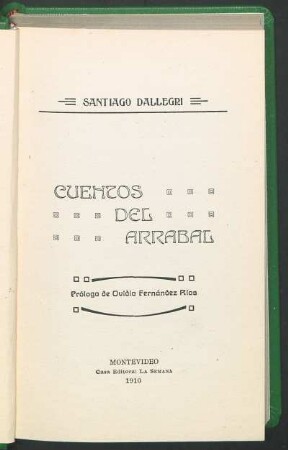 SANTIAGO DALLEGRI
CUENTOS
DEL
ARRABAL
Prólogo de Ovidio Fernández Ríos
MONTEVIDEO
CASA EDITORA: LA SEMANA
1910